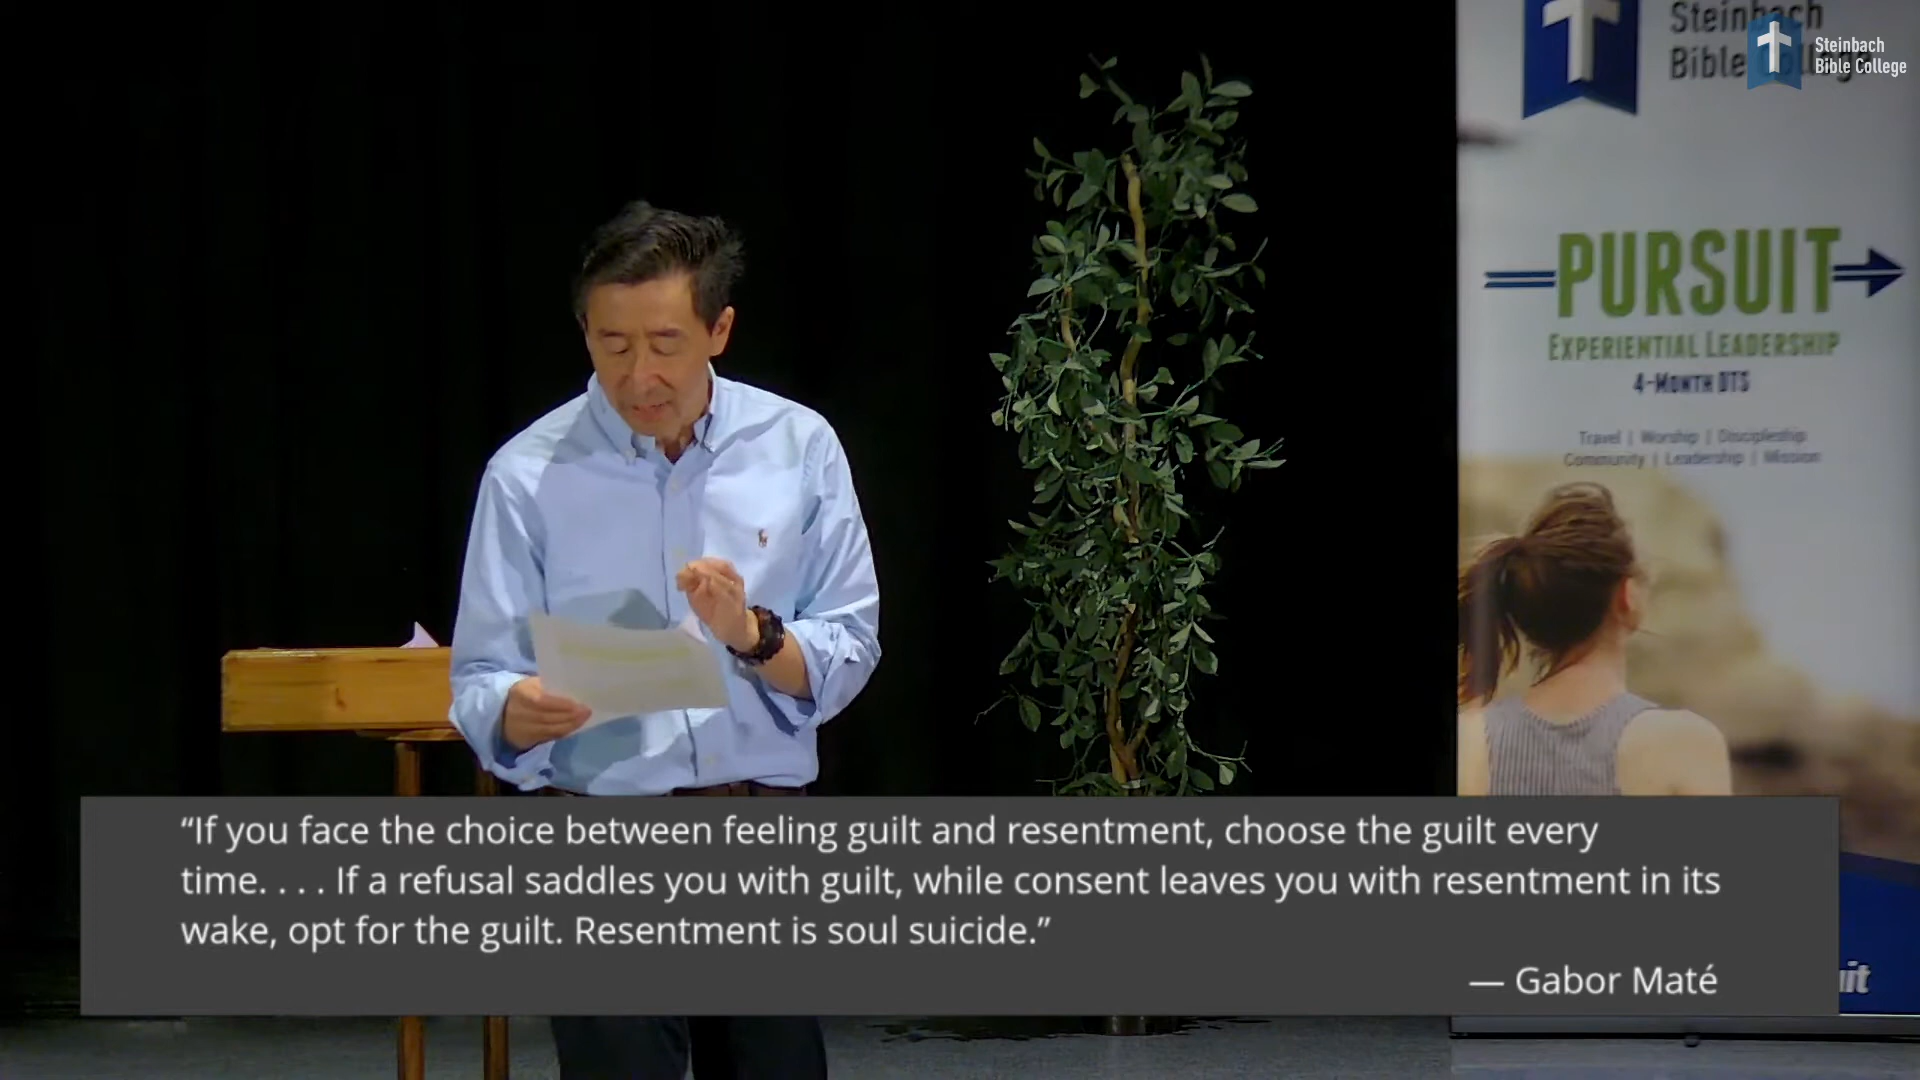 Steinbach
Bible College
Steinbach
Bible College
PURSUIT
EXPERIENTIAL LEADERSHIP
4-MONTH DTS
Travel | Worship | Discipleship
Community | Leadership | Mission
“If you face the choice between feeling guilt and resentment, choose the guilt every
time. . . . If a refusal saddles you with guilt, while consent leaves you with resentment in its
wake, opt for the guilt. Resentment is soul suicide.”
— Gabor Maté